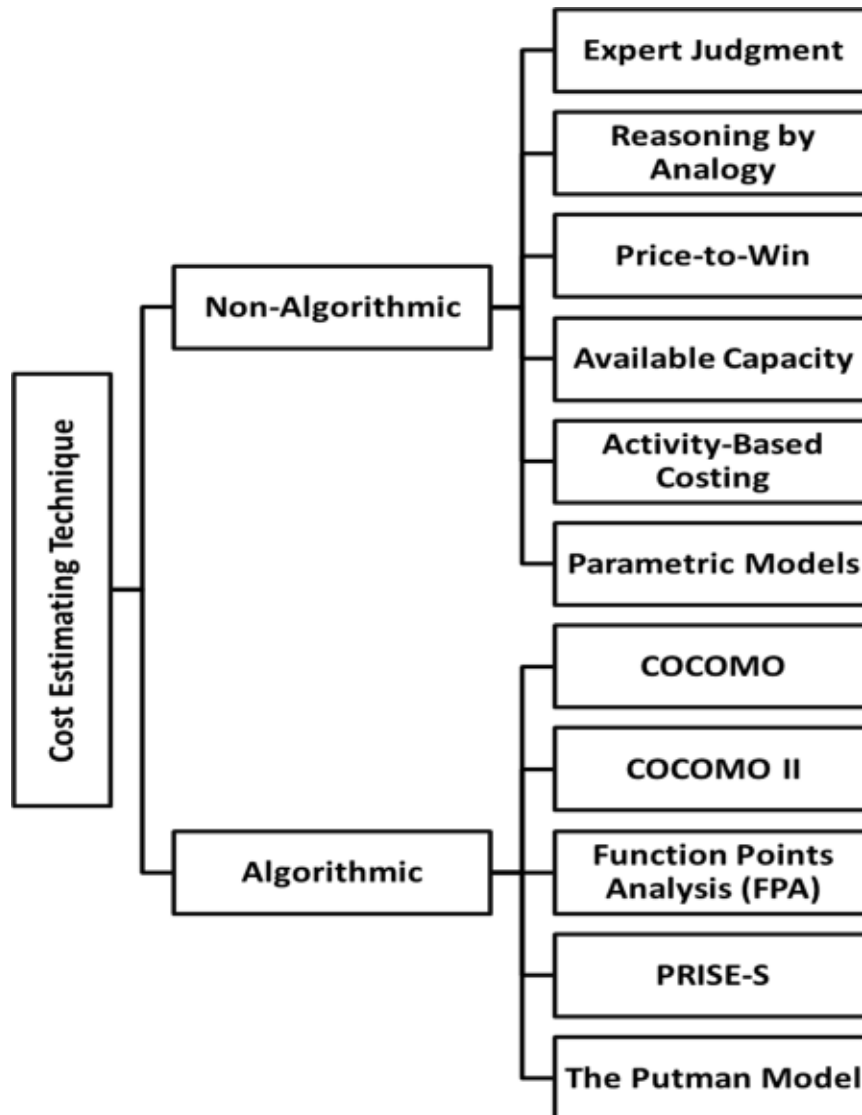 Cost Estimating Technique
Non-Algorithmic
Expert Judgment
Reasoning by
Analogy
Price-to-Win
Available Capacity
Activity-Based
Costing
Parametric Models
Algorithmic
COCOMO
COCOMO II
Function Points
Analysis (FPA)
PRISE-S
The Putman Model